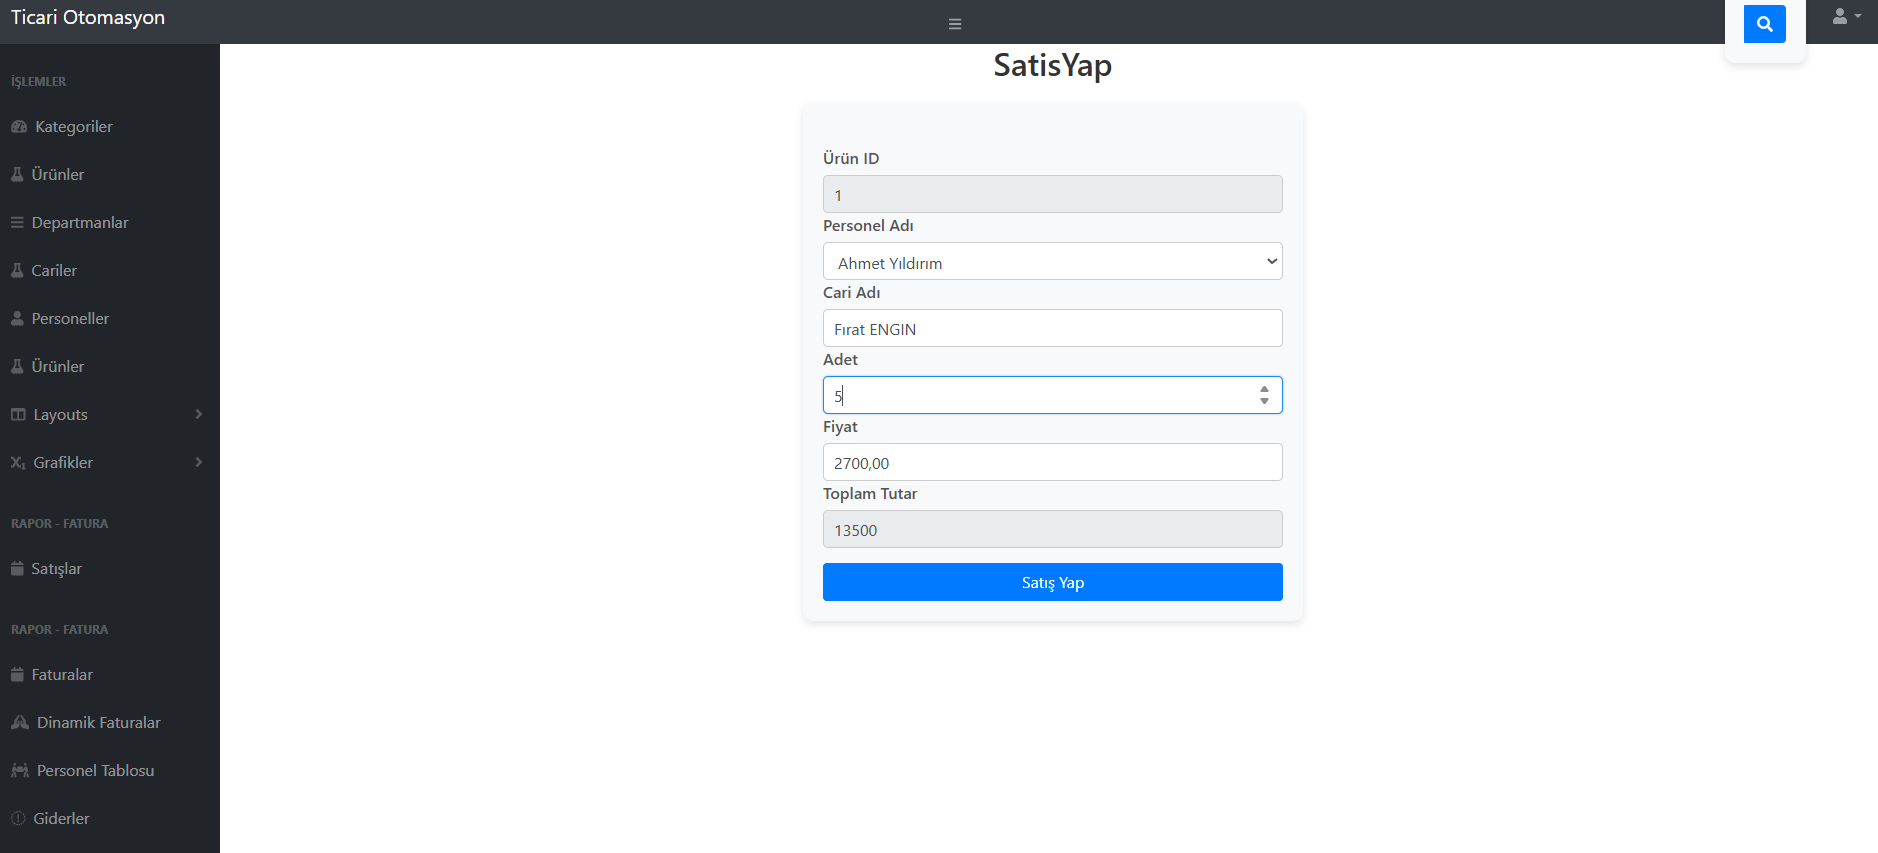 Ticari Otomasyon
İŞLEMLER
Kategoriler
Ürünler
Departmanlar
Cariler
Personeller
Ürünler
Layouts
Grafikler
RAPOR - FATURA
Satışlar
RAPOR - FATURA
Faturalar
Dinamik Faturalar
Personel Tablosu
Giderler
SatisYap
Ürün ID
1
Personel Adı
Ahmet Yıldırım
Cari Adı
Fırat ENGIN
Adet
5
Fiyat
2700,00
Toplam Tutar
13500
Satış Yap